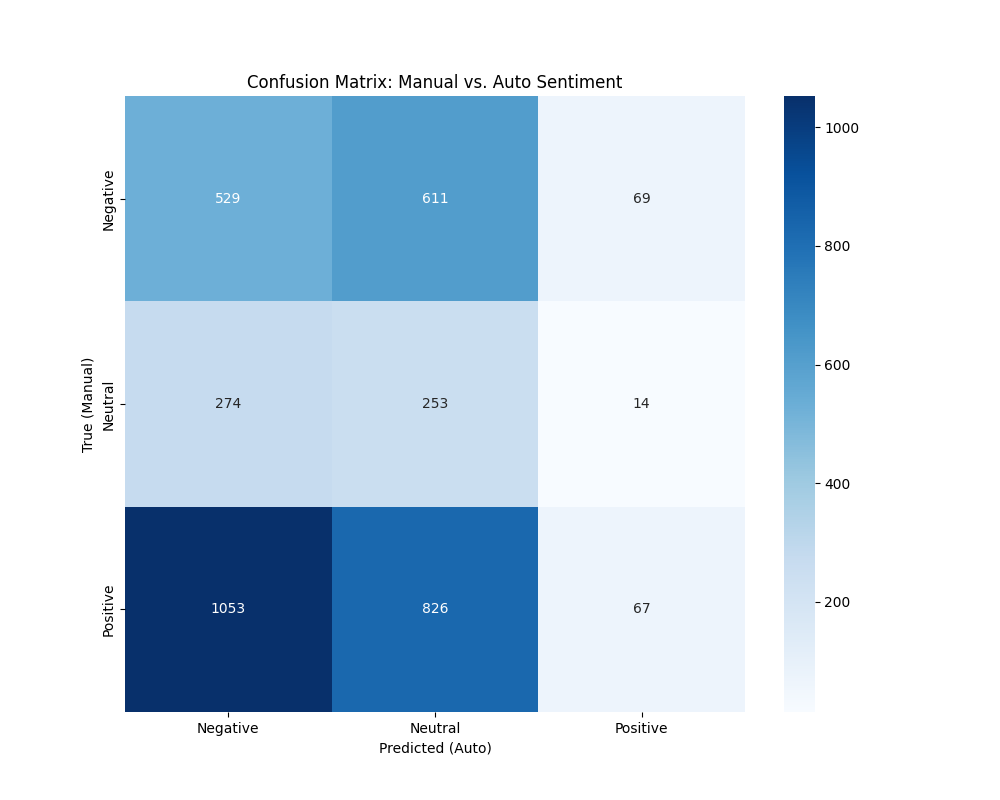 Confusion Matrix: Manual vs. Auto Sentiment
True (Manual)
Negative
529
611
69
Neutral
274
253
14
Positive
1053
826
67
Negative
Neutral
Positive
Predicted (Auto)
1000
800
600
400
200